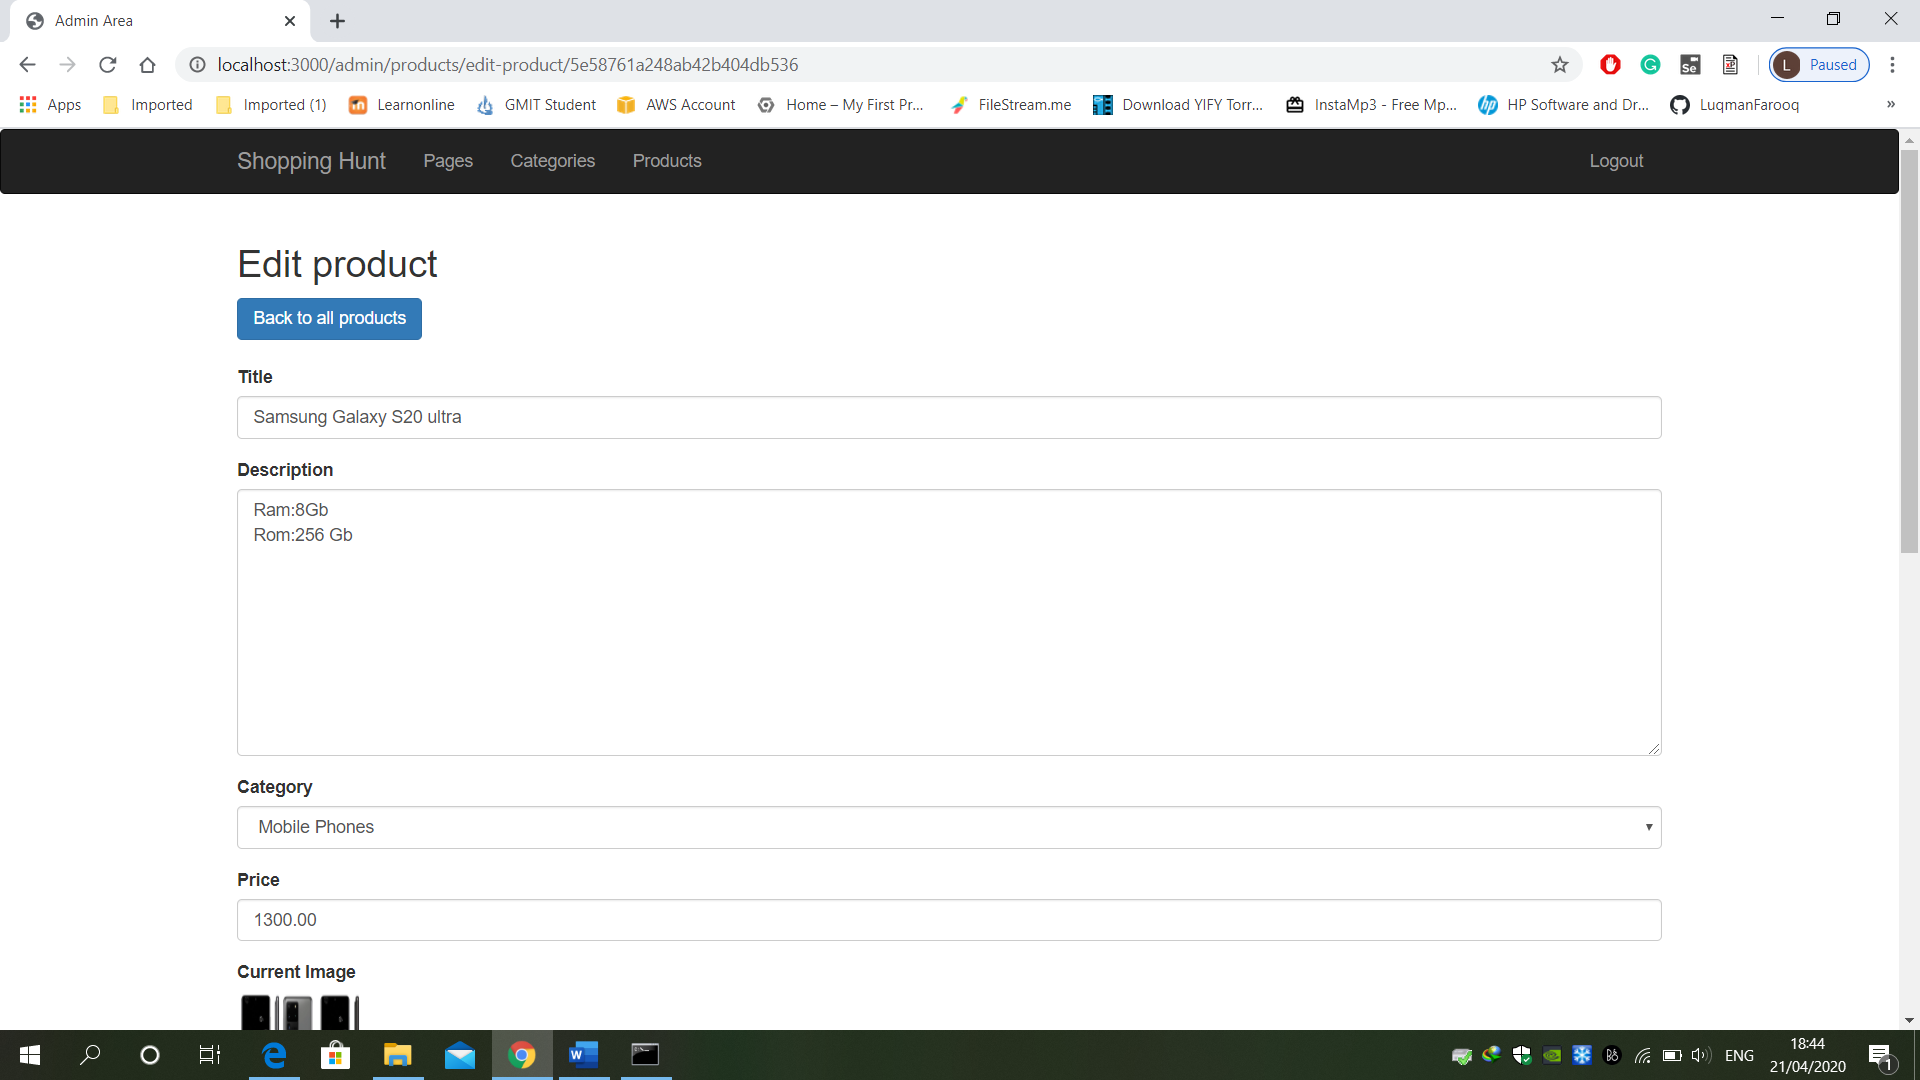 Admin Area
localhost:3000/admin/products/edit-product/5e58761a248ab42b404db536
L Paused
Apps Imported Imported (1) Learnonline GMIT Student AWS Account Home – My First Pr... FileStream.me Download YIFY Torr... InstaMp3 - Free Mp... HP Software and Dr... LuqmanFarooq »
Shopping Hunt Pages Categories Products Logout
Edit product
Back to all products
Title
Samsung Galaxy S20 ultra
Description
Ram:8Gb
Rom:256 Gb
Category
Mobile Phones
Price
1300.00
Current Image
ENG
18:44
21/04/2020
1